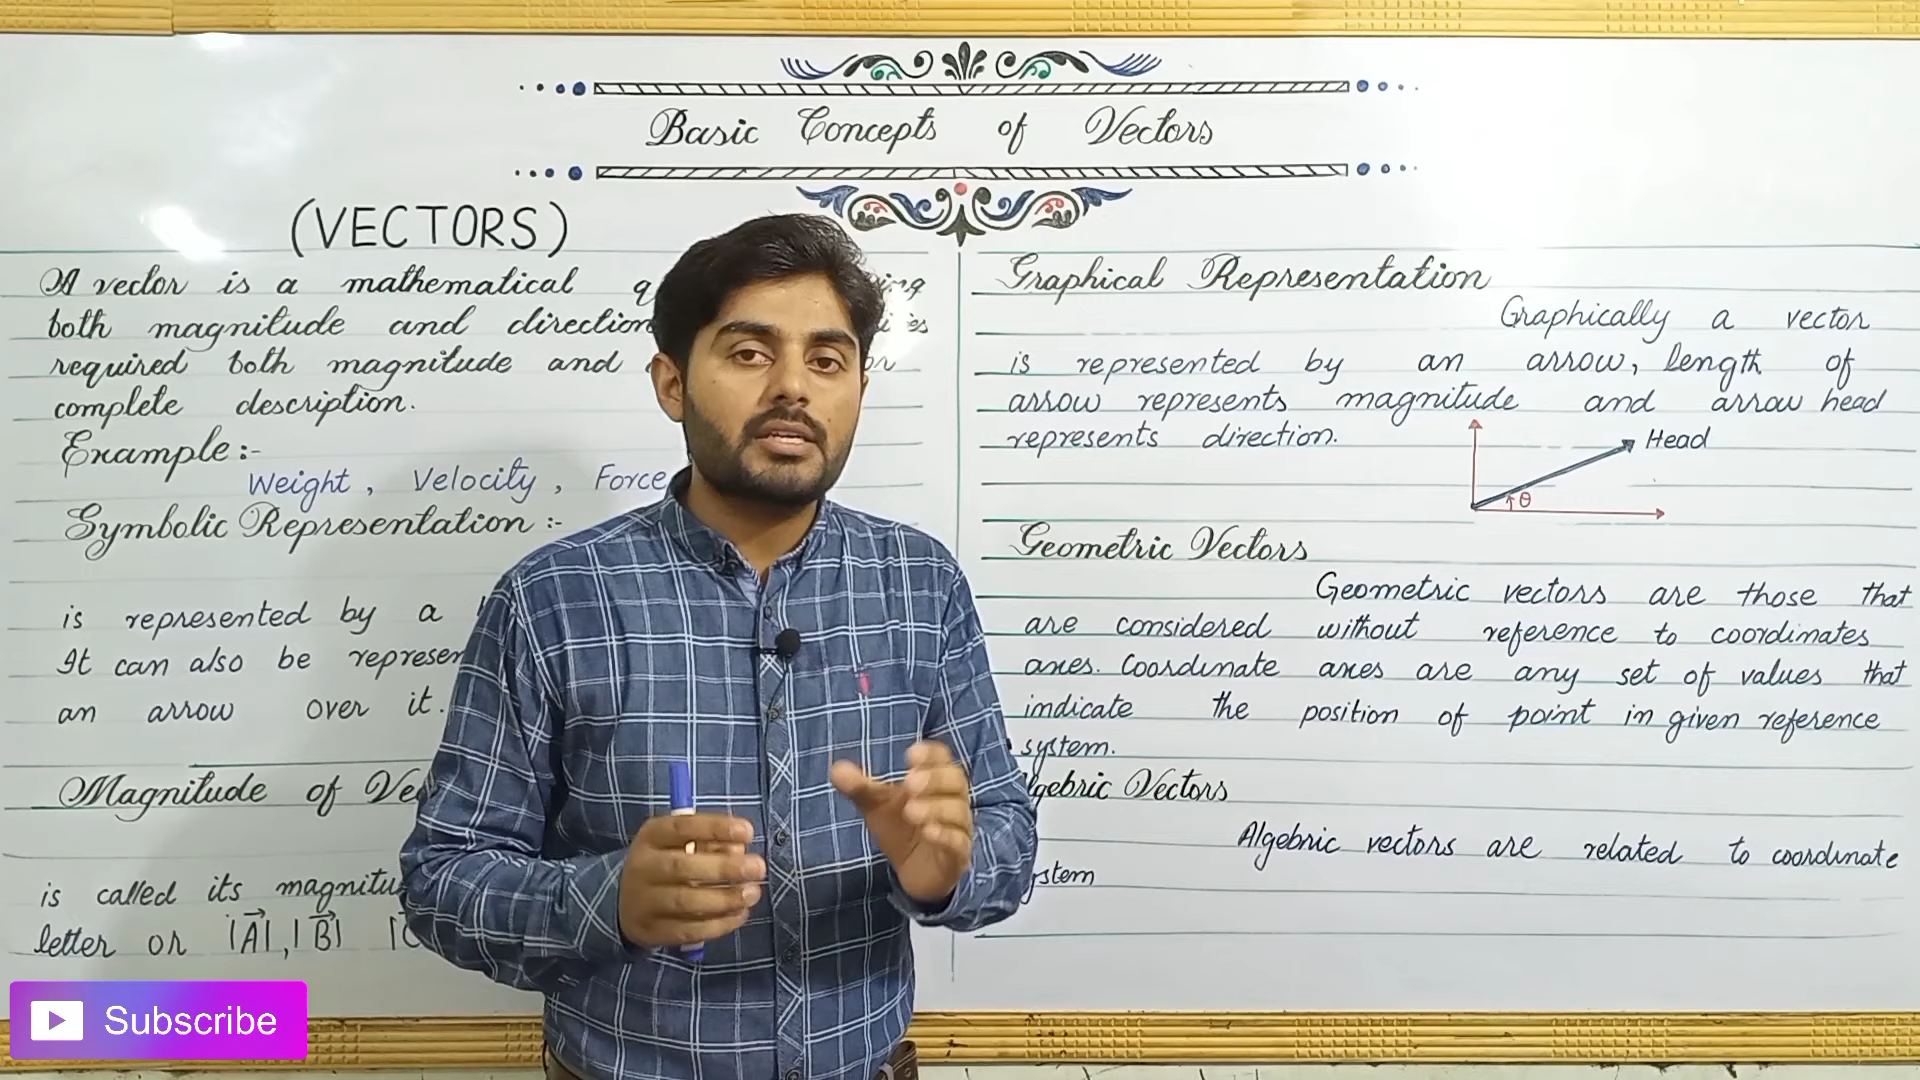 Basic Concepts of Vectors
(VECTORS)
A vector is a mathematical
both magnitude and direction
required both magnitude and
complete description.
Example:-
Weight, Velocity, Force
Symbolic Representation :-
is represented by a
It can also be represen
an arrow over it.
Magnitude of Vec
is called its magnitu
letter or |A⃗|, |B⃗|
Graphical Representation
Graphically a vector
is represented by an arrow, length of
arrow represents magnitude and arrow head
represents direction.
Head
θ
Geometric Vectors
Geometric vectors are those that
are considered without reference to coordinates
axes. Coordinate axes are any set of values that
indicate the position of point in given reference
system.
lgebric Vectors
Algebric vectors are related to coordinate
ystem
Subscribe